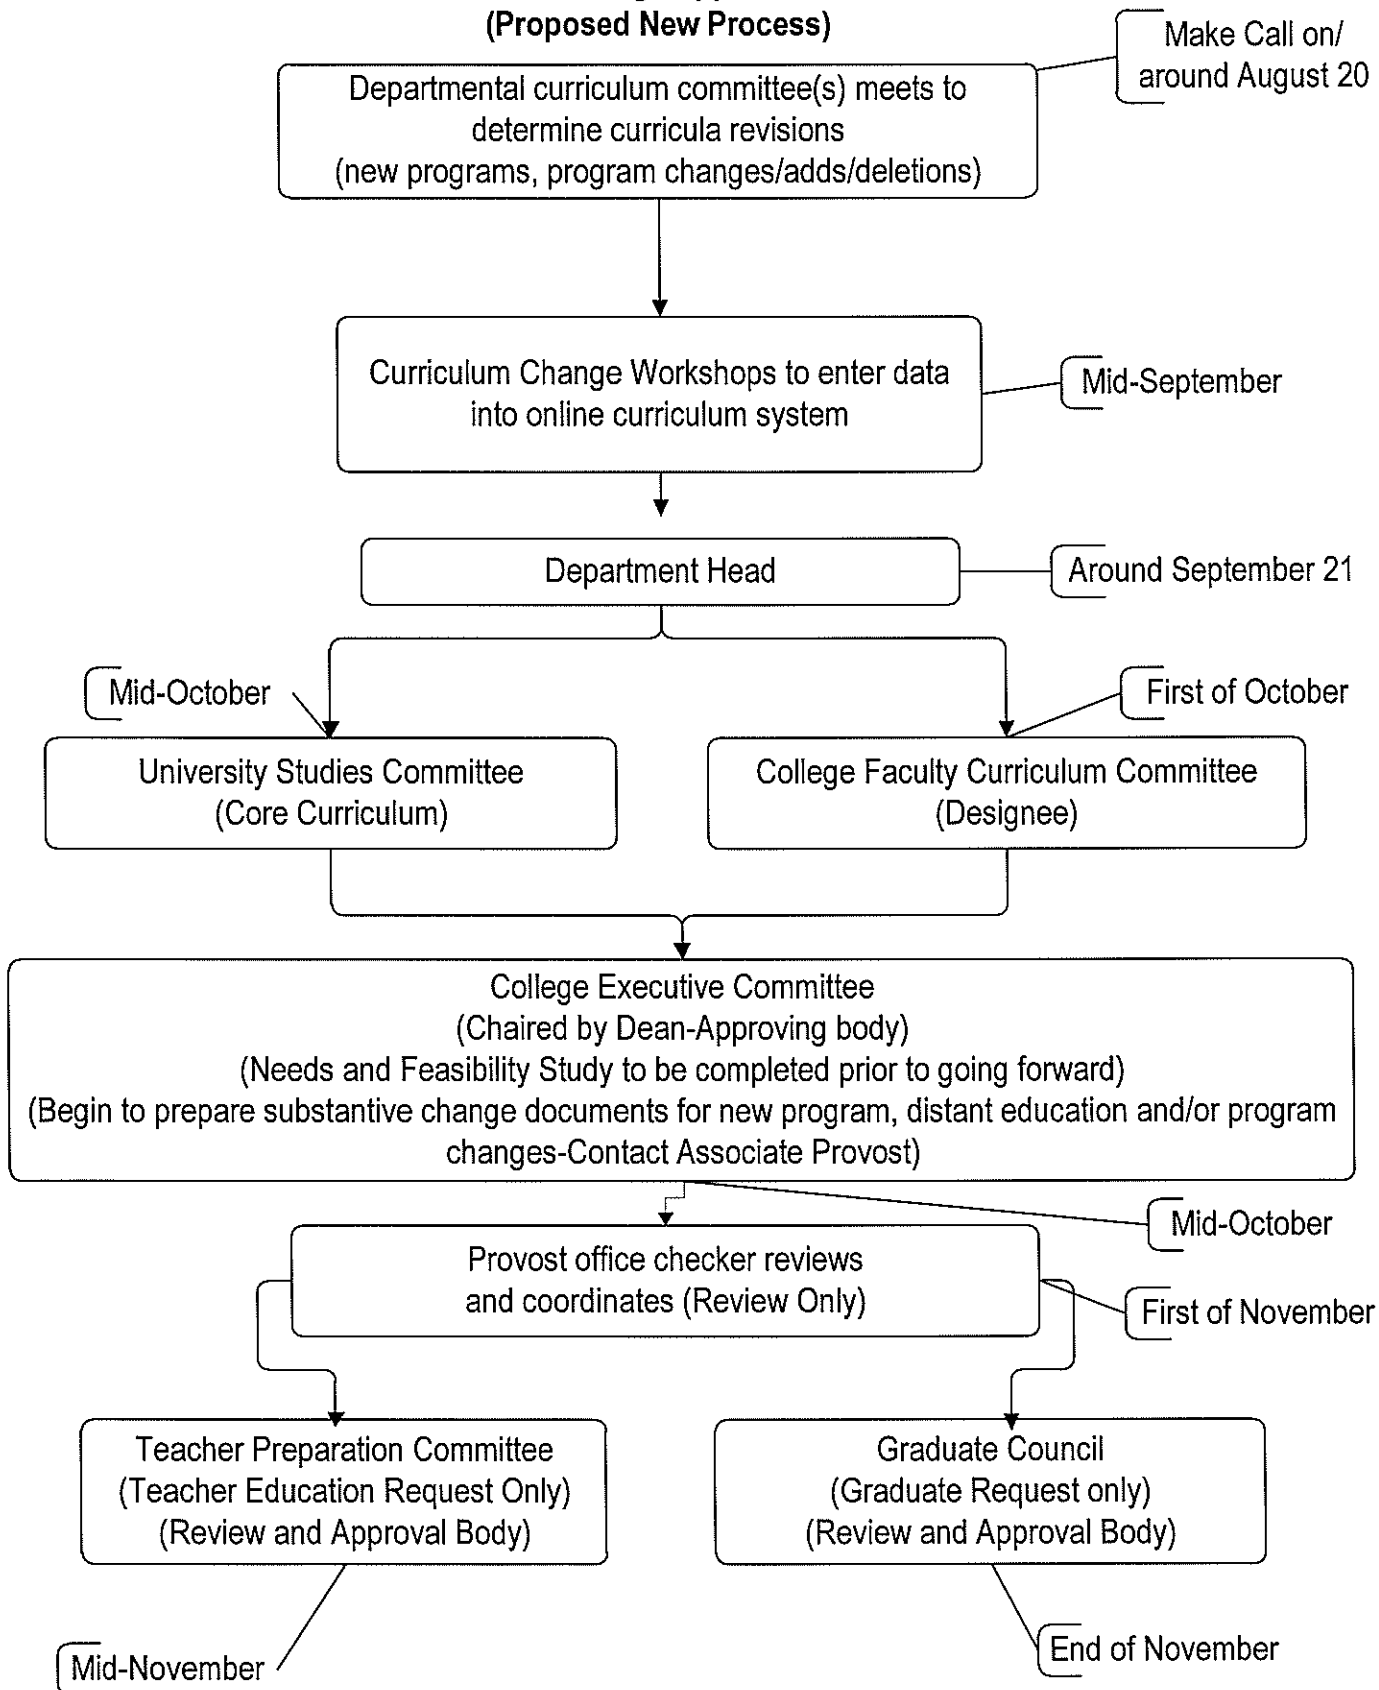 (Proposed New Process)
Make Call on/
around August 20
Departmental curriculum committee(s) meets to
determine curricula revisions
(new programs, program changes/adds/deletions)
Curriculum Change Workshops to enter data
into online curriculum system
Mid-September
Department Head
Around September 21
Mid-October
First of October
University Studies Committee
(Core Curriculum)
College Faculty Curriculum Committee
(Designee)
College Executive Committee
(Chaired by Dean-Approving body)
(Needs and Feasibility Study to be completed prior to going forward)
(Begin to prepare substantive change documents for new program, distant education and/or program
changes-Contact Associate Provost)
Mid-October
Provost office checker reviews
and coordinates (Review Only)
First of November
Teacher Preparation Committee
(Teacher Education Request Only)
(Review and Approval Body)
Graduate Council
(Graduate Request only)
(Review and Approval Body)
Mid-November
End of November